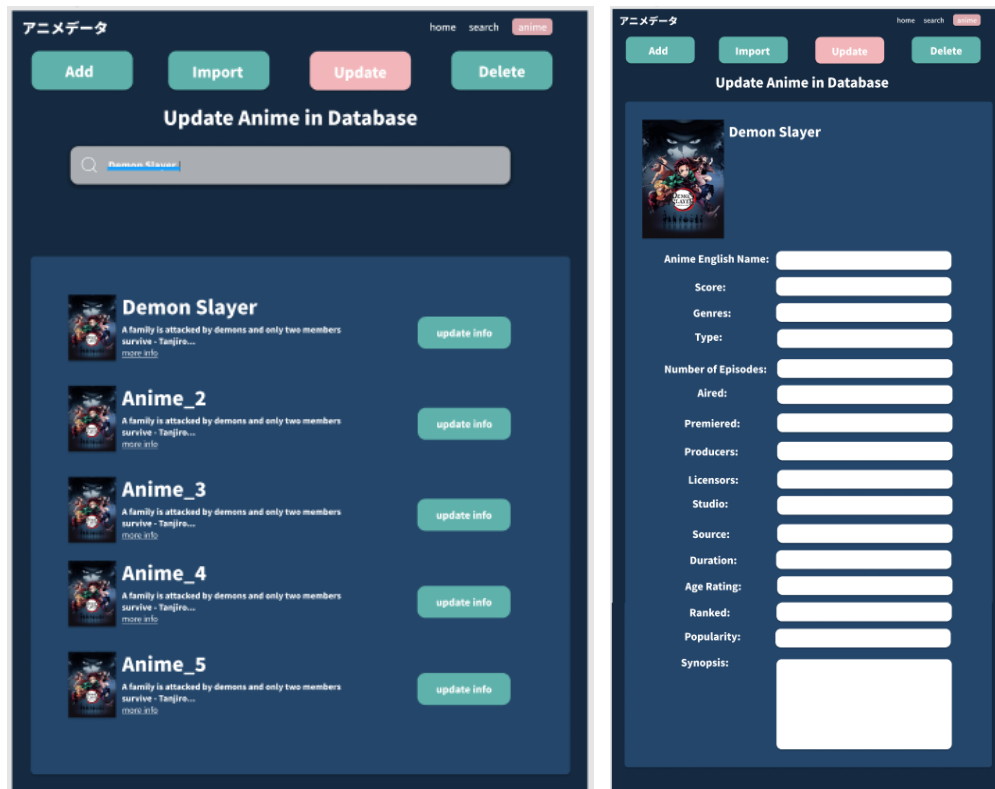 アニメデータ
home search anime
Add Import Update Delete
Update Anime in Database
Demon Slayer
Demon Slayer
A family is attacked by demons and only two members
survive - Tanjiro...
more info
update info
Anime_2
A family is attacked by demons and only two members
survive - Tanjiro...
more info
update info
Anime_3
A family is attacked by demons and only two members
survive - Tanjiro...
more info
update info
Anime_4
A family is attacked by demons and only two members
survive - Tanjiro...
more info
update info
Anime_5
A family is attacked by demons and only two members
survive - Tanjiro...
more info
update info
アニメデータ
home search anime
Add Import Update Delete
Update Anime in Database
DEMON
SLAYER
Demon Slayer
Anime English Name:
Score:
Genres:
Type:
Number of Episodes:
Aired:
Premiered:
Producers:
Licensors:
Studio:
Source:
Duration:
Age Rating:
Ranked:
Popularity:
Synopsis: